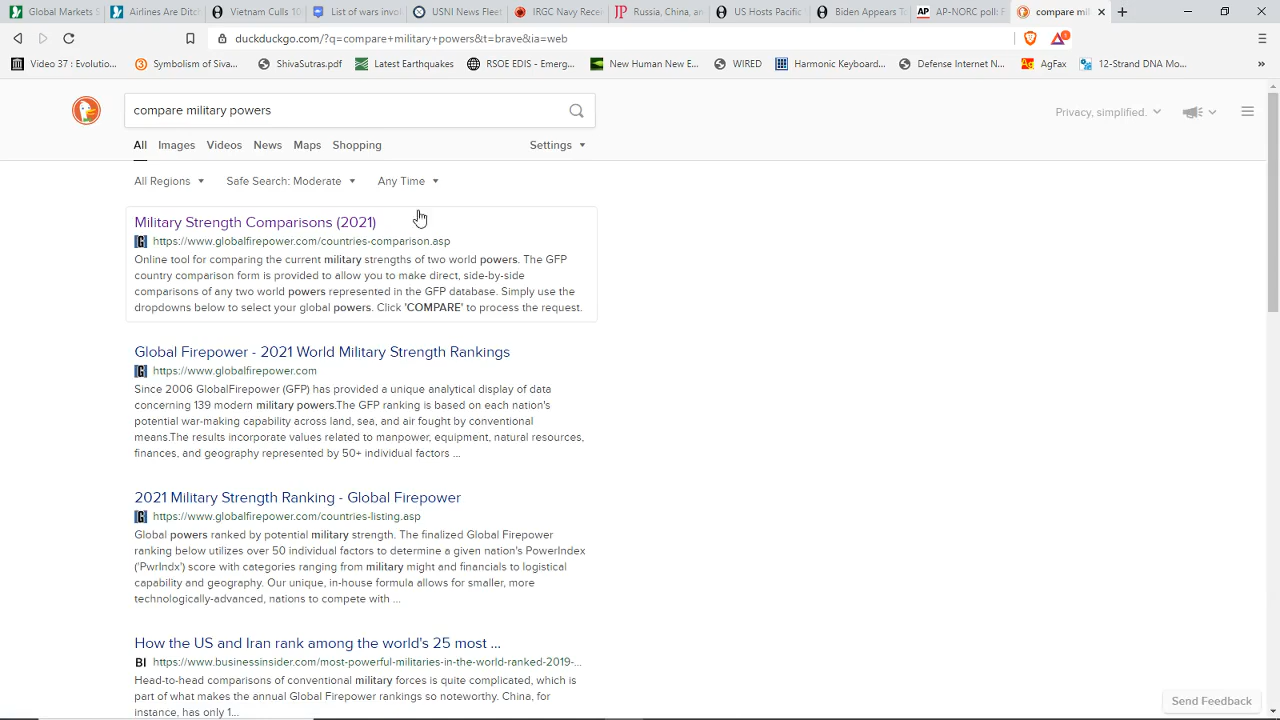 Global Markets S
Airlines Are Ditc
Vietnam Culls 10
List of wars invo
USNI News Fleet
IRGC Navy Rece
Russia, China, an
US Hosts Pacific
Biden Appears To
AP-NORC poll: F
compare mil
duckduckgo.com/?q=compare+military+powers&t=brave&ia=web
Video 37 : Evolutio...
Symbolism of Siva...
ShivaSutras.pdf
Latest Earthquakes
RSOE EDIS - Emerg...
New Human New E...
WIRED
Harmonic Keyboard...
Defense Internet N...
AgFax
12-Strand DNA Mo...
compare military powers
Privacy, simplified.
All Images Videos News Maps Shopping Settings
All Regions Safe Search: Moderate Any Time
Military Strength Comparisons (2021)
https://www.globalfirepower.com/countries-comparison.asp
Online tool for comparing the current military strengths of two world powers. The GFP
country comparison form is provided to allow you to make direct, side-by-side
comparisons of any two world powers represented in the GFP database. Simply use the
dropdowns below to select your global powers. Click 'COMPARE' to process the request.
Global Firepower - 2021 World Military Strength Rankings
https://www.globalfirepower.com
Since 2006 GlobalFirepower (GFP) has provided a unique analytical display of data
concerning 139 modern military powers.The GFP ranking is based on each nation's
potential war-making capability across land, sea, and air fought by conventional
means.The results incorporate values related to manpower, equipment, natural resources,
finances, and geography represented by 50+ individual factors ...
2021 Military Strength Ranking - Global Firepower
https://www.globalfirepower.com/countries-listing.asp
Global powers ranked by potential military strength. The finalized Global Firepower
ranking below utilizes over 50 individual factors to determine a given nation's PowerIndex
('PwrIndx') score with categories ranging from military might and financials to logistical
capability and geography. Our unique, in-house formula allows for smaller, more
technologically-advanced, nations to compete with ...
How the US and Iran rank among the world's 25 most ...
BI https://www.businessinsider.com/most-powerful-militaries-in-the-world-ranked-2019-...
Head-to-head comparisons of conventional military forces is quite complicated, which is
part of what makes the annual Global Firepower rankings so noteworthy. China, for
instance, has only 1...
Send Feedback